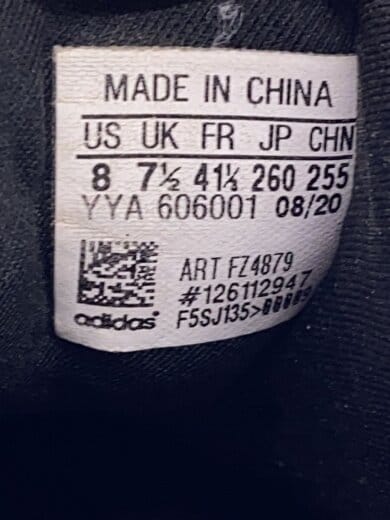 MADE IN CHINA
US UK FR JP CHN
8 7½ 41⅓ 260 255
YYA 606001 08/20
ART FZ4879
#126112947
adidas F5SJ135>